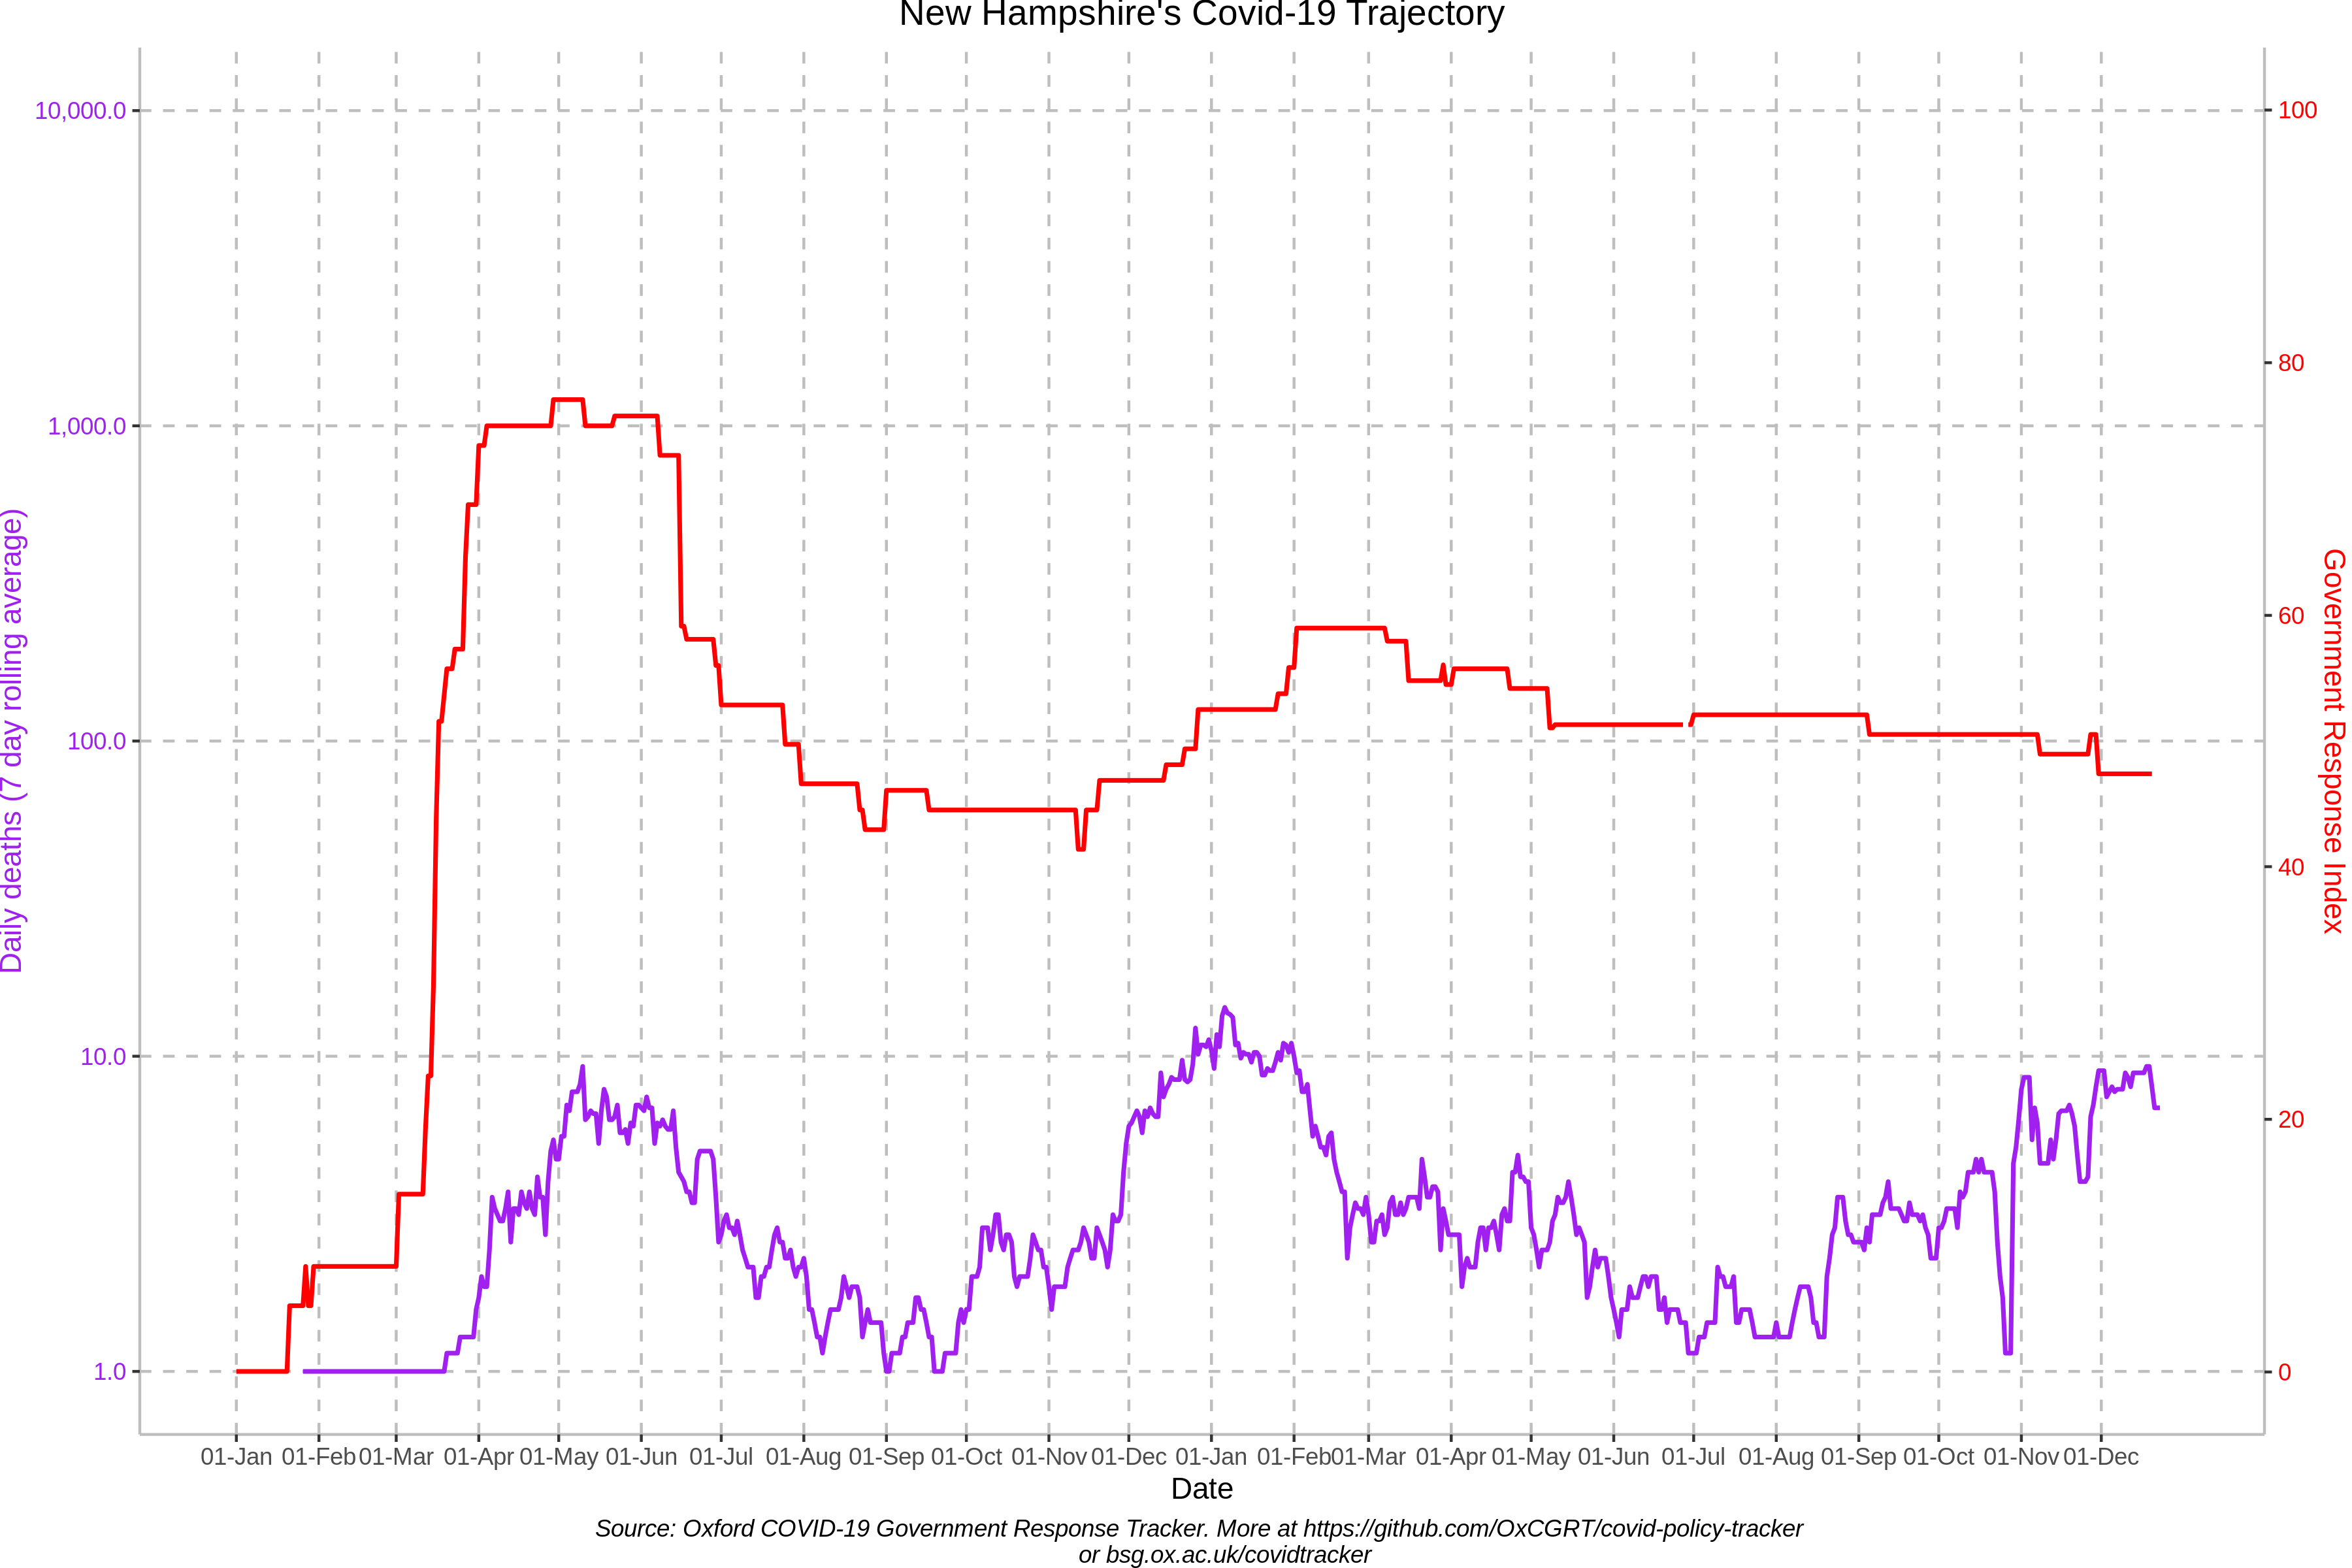 New Hampshire's Covid-19 Trajectory
10,000.0
1,000.0
100.0
10.0
1.0
Daily deaths (7 day rolling average)
100
80
60
40
20
0
Government Response Index
01-Jan 01-Feb 01-Mar 01-Apr 01-May 01-Jun 01-Jul 01-Aug 01-Sep 01-Oct 01-Nov 01-Dec 01-Jan 01-Feb 01-Mar 01-Apr 01-May 01-Jun 01-Jul 01-Aug 01-Sep 01-Oct 01-Nov 01-Dec
Date
Source: Oxford COVID-19 Government Response Tracker. More at https://github.com/OxCGRT/covid-policy-tracker
or bsg.ox.ac.uk/covidtracker